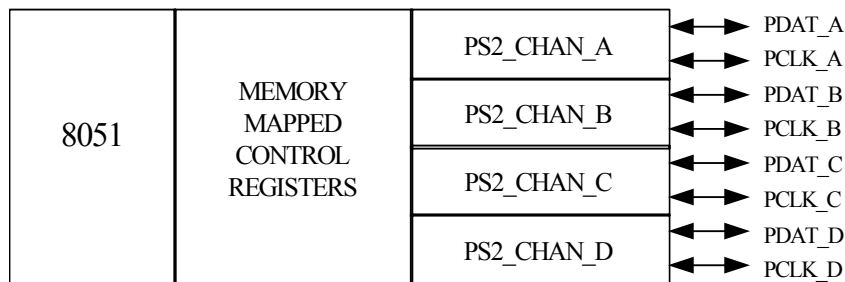 8051
MEMORY
MAPPED
CONTROL
REGISTERS
PS2_CHAN_A
PS2_CHAN_B
PS2_CHAN_C
PS2_CHAN_D
PDAT_A
PCLK_A
PDAT_B
PCLK_B
PDAT_C
PCLK_C
PDAT_D
PCLK_D